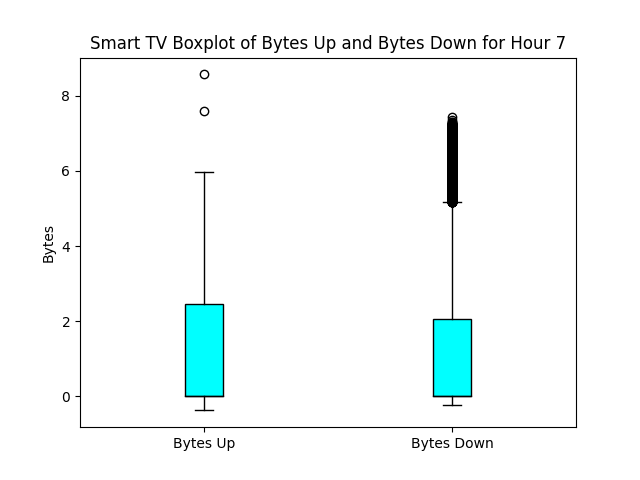 Smart TV Boxplot of Bytes Up and Bytes Down for Hour 7
8
6
4
2
0
Bytes
Bytes Up
Bytes Down